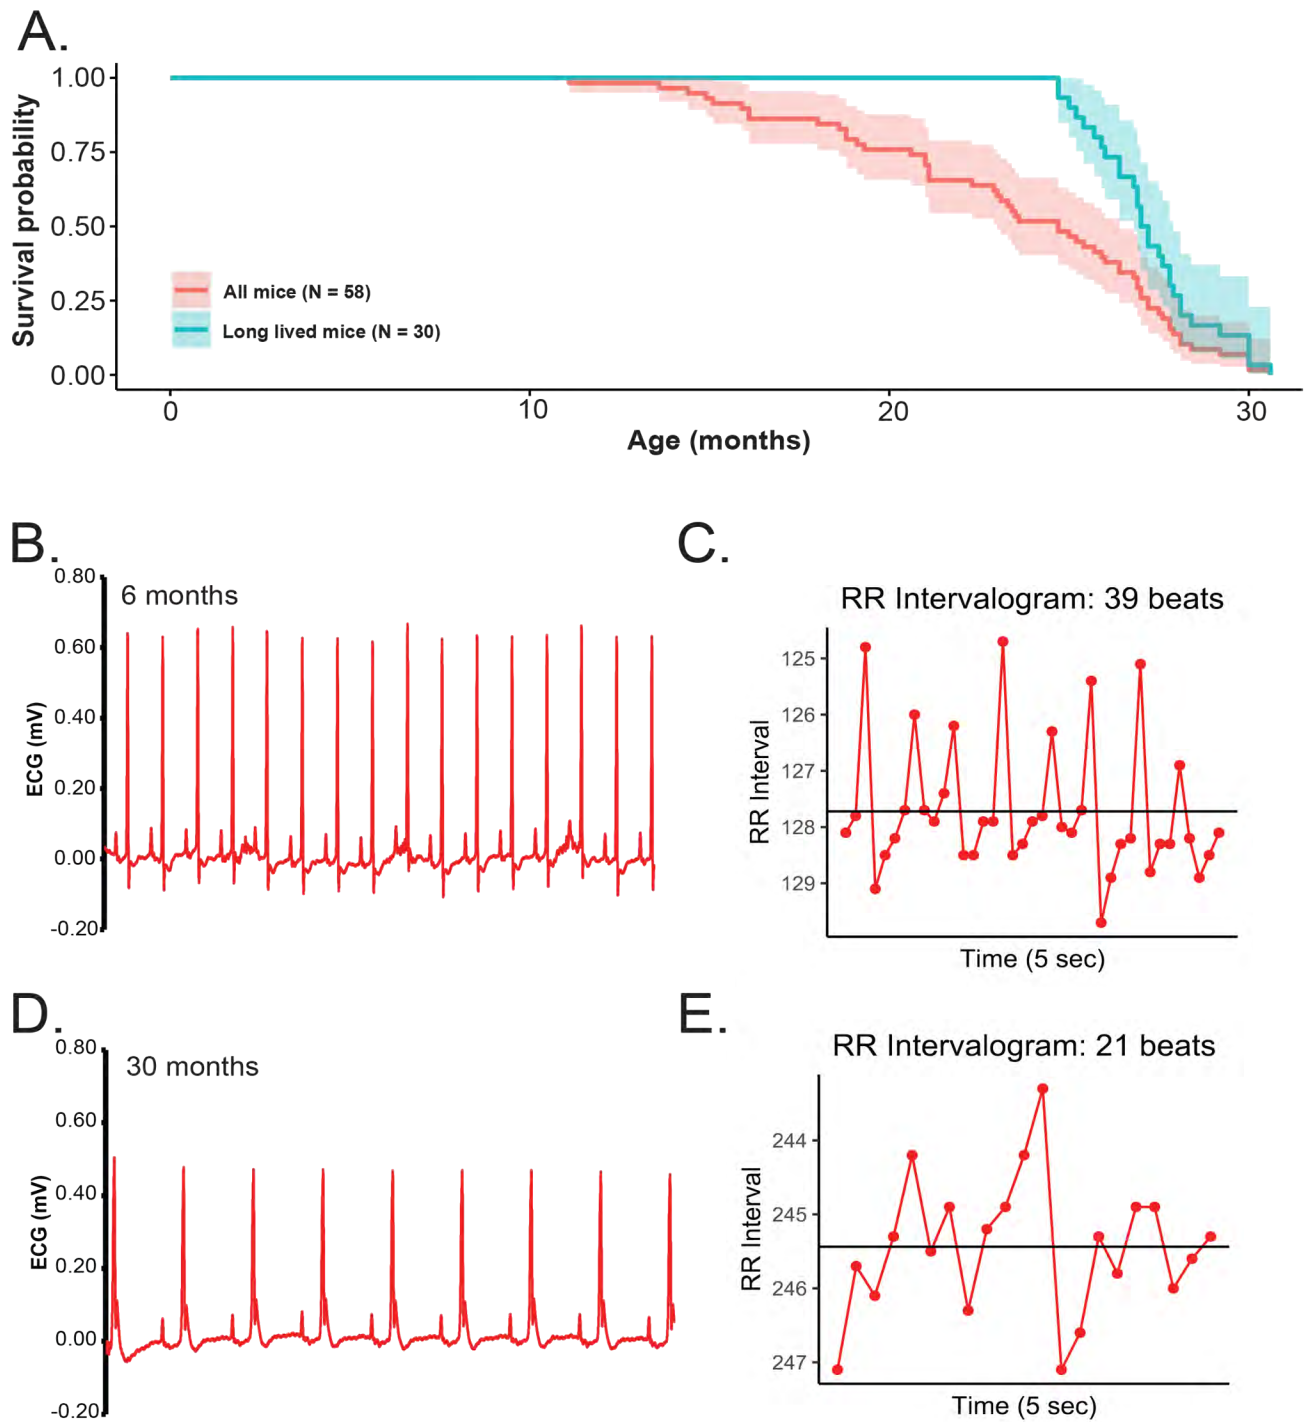 A.
Survival probability
1.00
0.75
0.50
0.25
0.00
All mice (N = 58)
Long lived mice (N = 30)
0
10
20
30
Age (months)
B.
6 months
ECG (mV)
0.80
0.60
0.40
0.20
0.00
-0.20
C.
RR Intervalogram: 39 beats
RR Interval
125
126
127
128
129
Time (5 sec)
D.
30 months
ECG (mV)
0.80
0.60
0.40
0.20
0.00
-0.20
E.
RR Intervalogram: 21 beats
RR Interval
244
245
246
247
Time (5 sec)